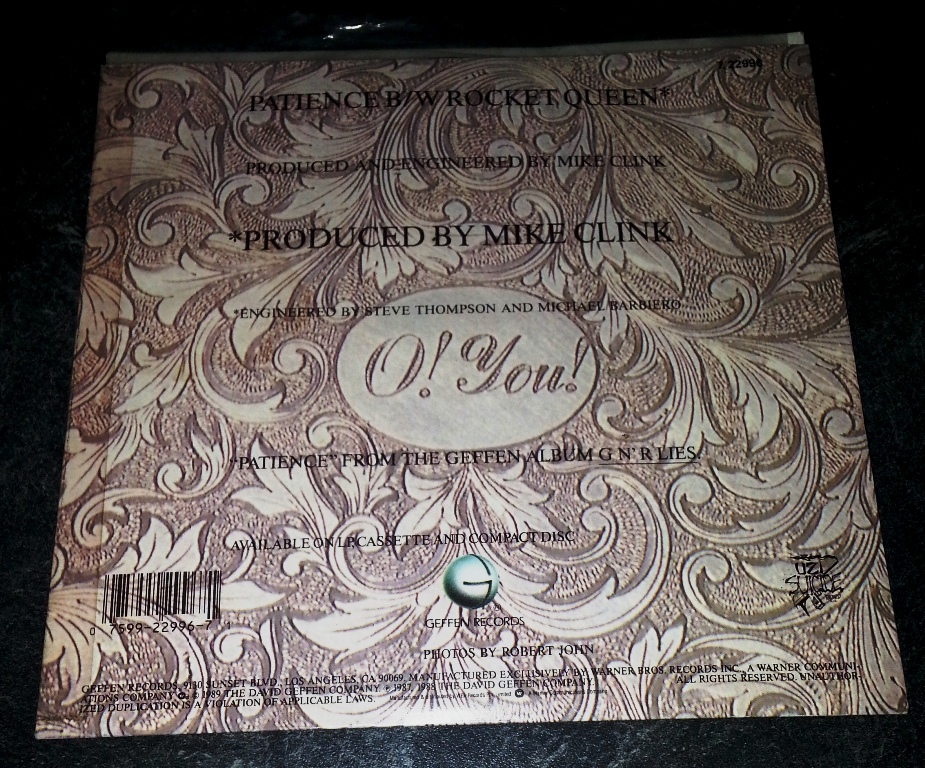 7-22996
PATIENCE B/W ROCKET QUEEN*
PRODUCED AND ENGINEERED BY MIKE CLINK
*PRODUCED BY MIKE CLINK
*ENGINEERED BY STEVE THOMPSON AND MICHAEL BARBIERO
O! You!
"PATIENCE" FROM THE GEFFEN ALBUM G N' R LIES.
AVAILABLE ON LP, CASSETTE AND COMPACT DISC
UZI
SUICIDE
0 7599-22996-7 1
GEFFEN RECORDS
PHOTOS BY ROBERT JOHN
GEFFEN RECORDS, 9130 SUNSET BLVD., LOS ANGELES, CA 90069. MANUFACTURED EXCLUSIVELY BY WARNER BROS. RECORDS INC., A WARNER COMMUNI-
CATIONS COMPANY © 1989 THE DAVID GEFFEN COMPANY ℗ 1987, 1988 THE DAVID GEFFEN COMPANY. ALL RIGHTS RESERVED. UNAUTHOR-
IZED DUPLICATION IS A VIOLATION OF APPLICABLE LAWS.